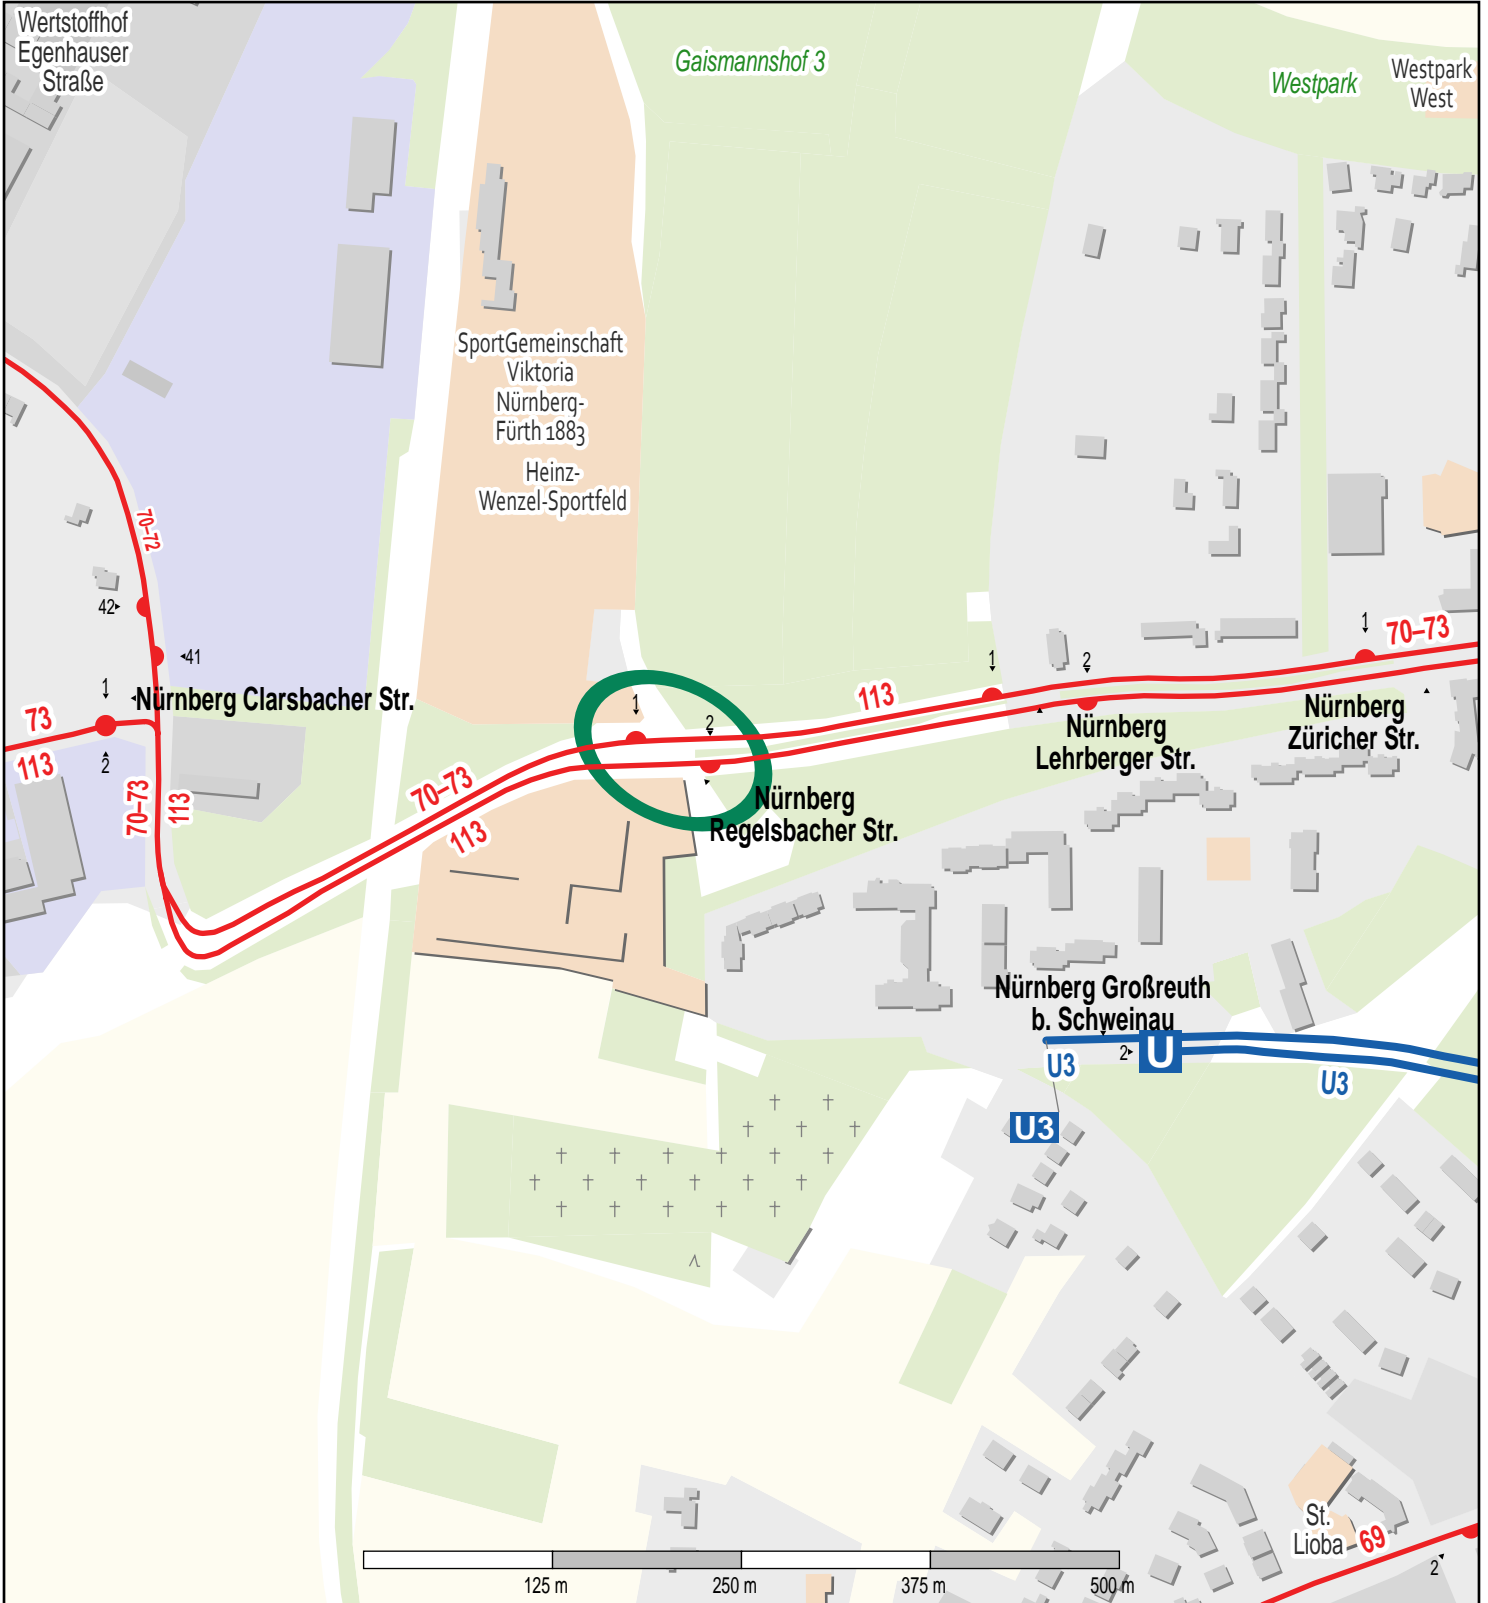 Wertstoffhof
Egenhauser
Straße
Gaismannshof 3
Westpark
Westpark
West
SportGemeinschaft
Viktoria
Nürnberg-
Fürth 1883
Heinz-
Wenzel-Sportfeld
70–72
42
41
1
Nürnberg Clarsbacher Str.
73
113
2
70–73
113
1
2
70–73
113
Nürnberg
Regelsbacher Str.
113
1
2
Nürnberg
Lehrberger Str.
1
70–73
Nürnberg
Züricher Str.
Nürnberg Großreuth
b. Schweinau
2
U
U3
U3
U3
St.
Lioba
69
2
125 m
250 m
375 m
500 m